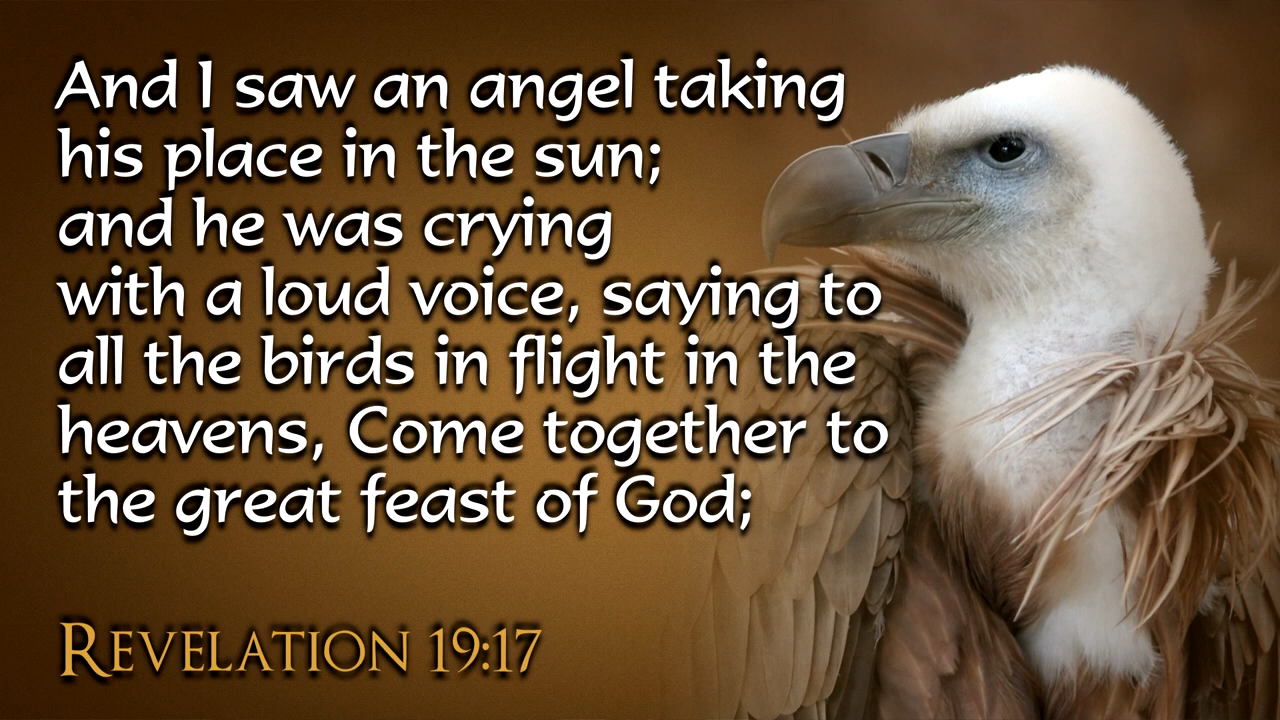 And I saw an angel taking
his place in the sun;
and he was crying
with a loud voice, saying to
all the birds in flight in the
heavens, Come together to
the great feast of God;
Revelation 19:17